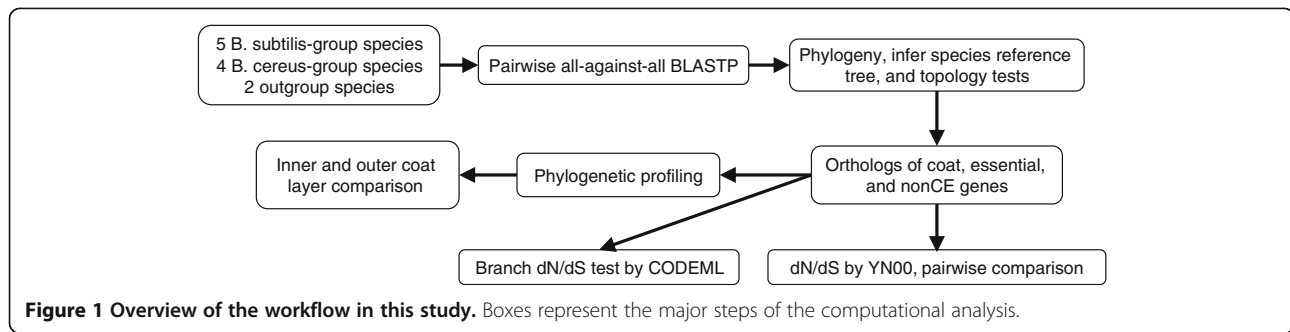 5 B. subtilis-group species
4 B. cereus-group species
2 outgroup species
Pairwise all-against-all BLASTP
Phylogeny, infer species reference
tree, and topology tests
Inner and outer coat
layer comparison
Phylogenetic profiling
Orthologs of coat, essential,
and nonCE genes
Branch dN/dS test by CODEML
dN/dS by YN00, pairwise comparison
Figure 1 Overview of the workflow in this study. Boxes represent the major steps of the computational analysis.